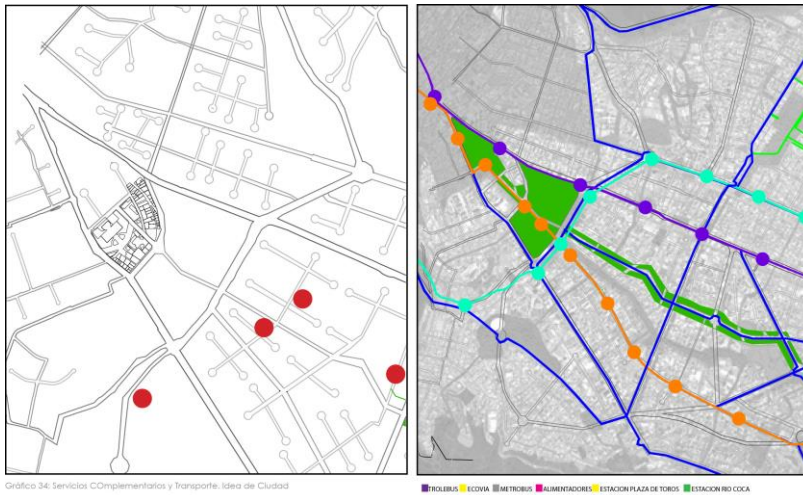 Gráfico 34: Servicios COmplementarios y Transporte. Idea de Ciudad
TROLEBUS ECOVIA METROBUS ALIMENTADORES ESTACION PLAZA DE TOROS ESTACION RIO COCA